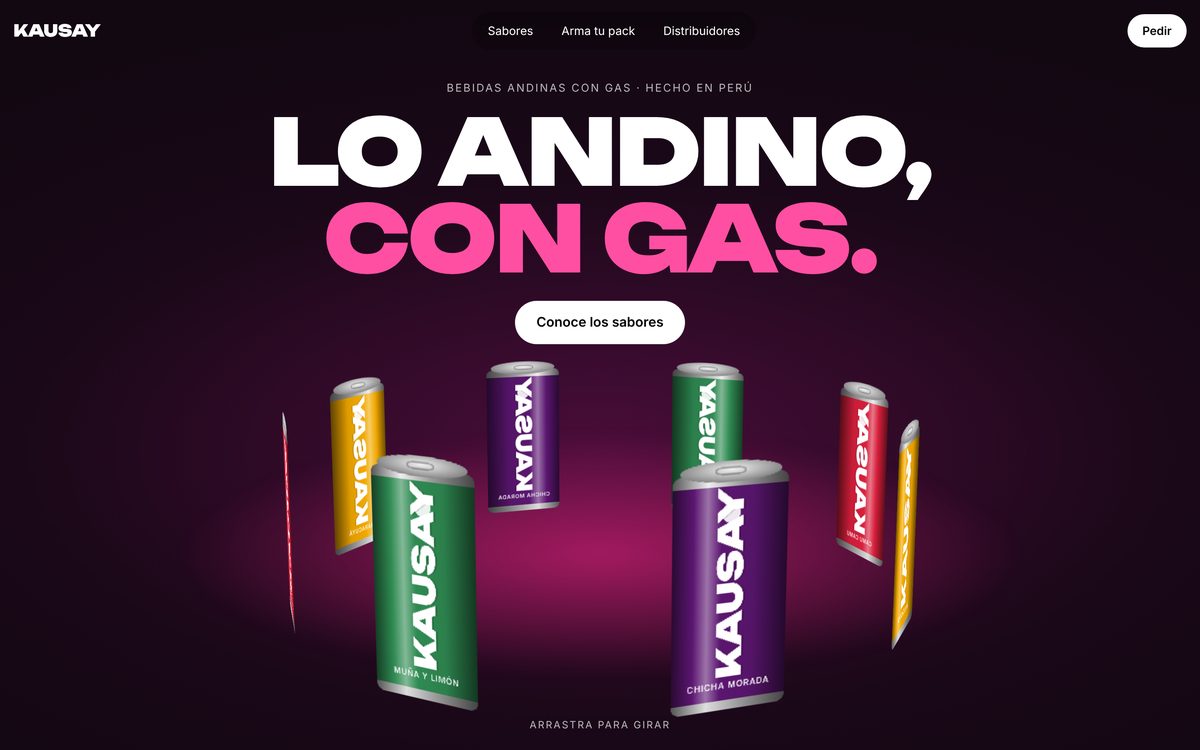 KAUSAY
Sabores
Arma tu pack
Distribuidores
Pedir
BEBIDAS ANDINAS CON GAS · HECHO EN PERÚ
LO ANDINO,
CON GAS.
Conoce los sabores
KAUSAY
KAUSAY
CHICHA MORADA
KAUSAY
KAUSAY
KAUSAY
KAUSAY
MUÑA Y LIMÓN
KAUSAY
CHICHA MORADA
ARRASTRA PARA GIRAR